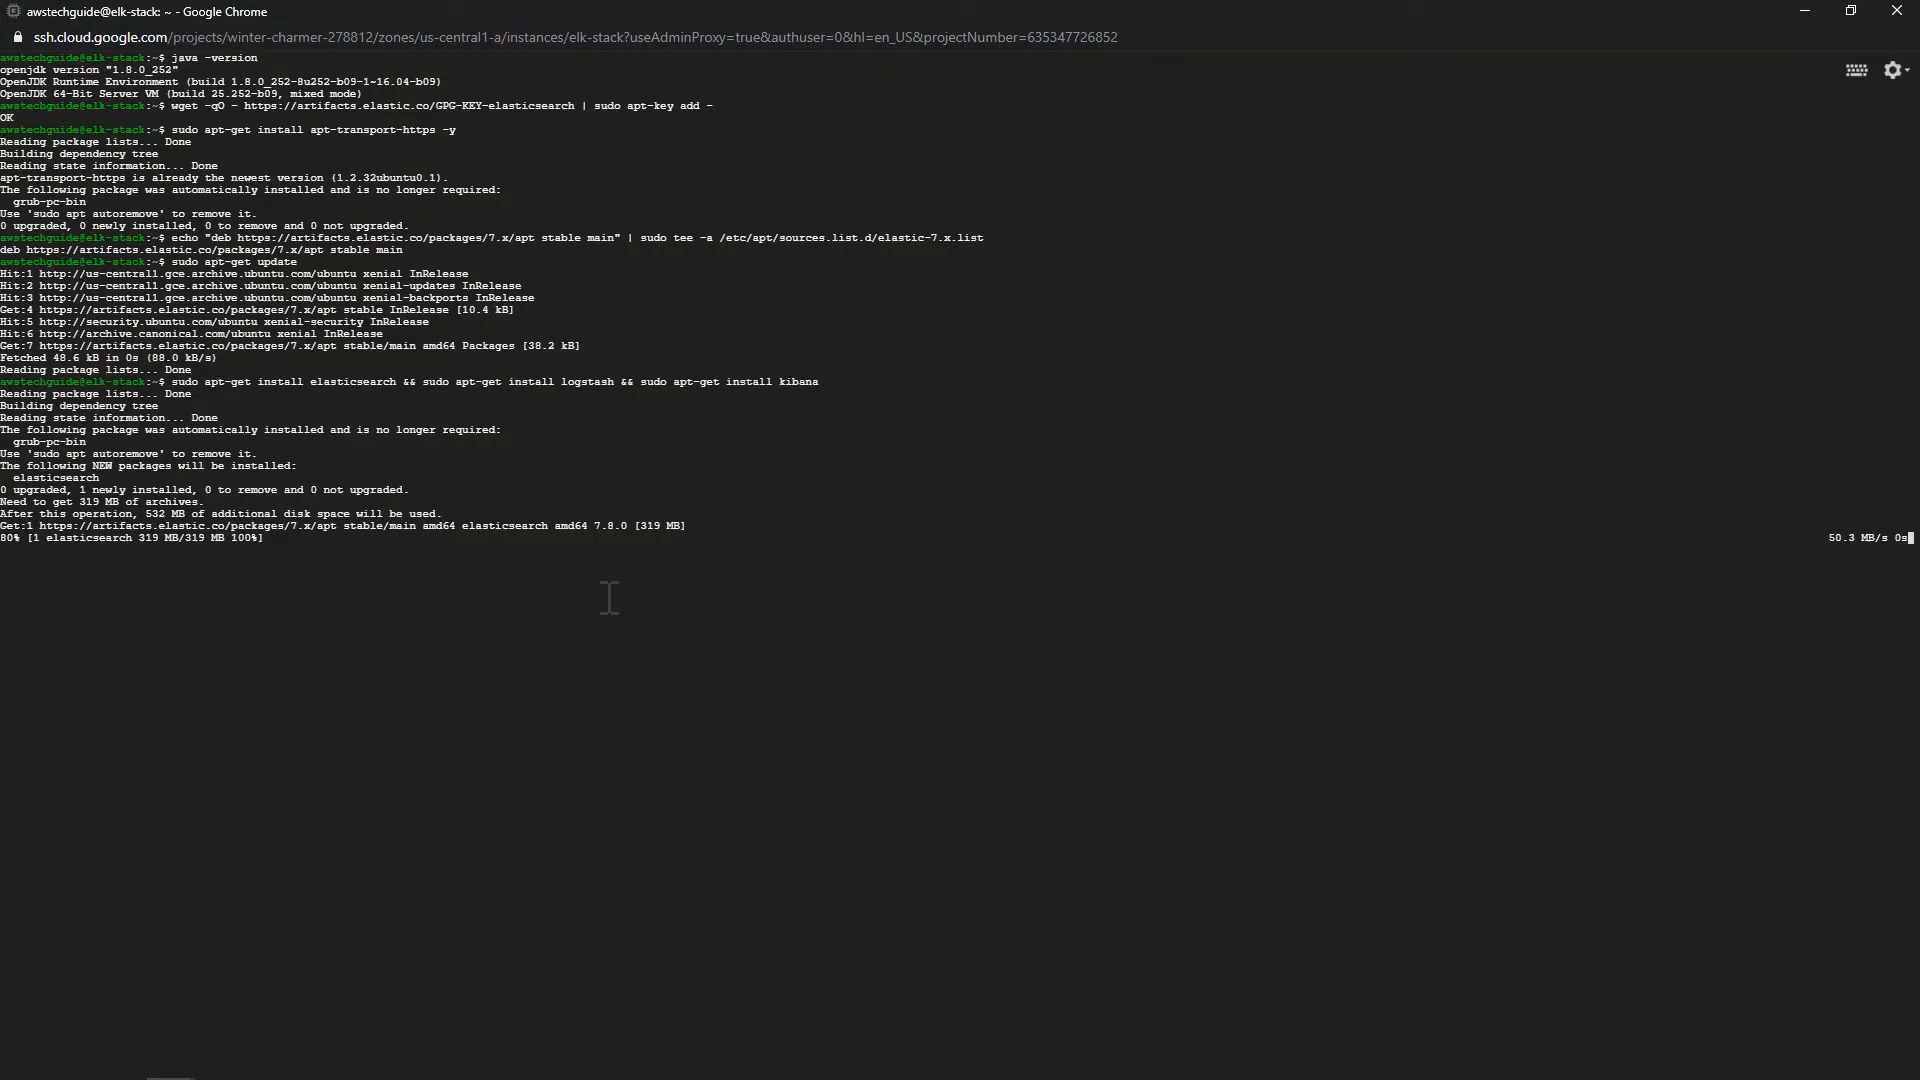 awstechguide@elk-stack: ~ - Google Chrome
ssh.cloud.google.com/projects/winter-charmer-278812/zones/us-central1-a/instances/elk-stack?useAdminProxy=true&authuser=0&hl=en_US&projectNumber=635347726852
awstechguide@elk-stack:~$ java -version
openjdk version "1.8.0_252"
OpenJDK Runtime Environment (build 1.8.0_252-8u252-b09-1~16.04-b09)
OpenJDK 64-Bit Server VM (build 25.252-b09, mixed mode)
awstechguide@elk-stack:~$ wget -qO - https://artifacts.elastic.co/GPG-KEY-elasticsearch | sudo apt-key add -
OK
awstechguide@elk-stack:~$ sudo apt-get install apt-transport-https -y
Reading package lists... Done
Building dependency tree
Reading state information... Done
apt-transport-https is already the newest version (1.2.32ubuntu0.1).
The following package was automatically installed and is no longer required:
  grub-pc-bin
Use 'sudo apt autoremove' to remove it.
0 upgraded, 0 newly installed, 0 to remove and 0 not upgraded.
awstechguide@elk-stack:~$ echo "deb https://artifacts.elastic.co/packages/7.x/apt stable main" | sudo tee -a /etc/apt/sources.list.d/elastic-7.x.list
deb https://artifacts.elastic.co/packages/7.x/apt stable main
awstechguide@elk-stack:~$ sudo apt-get update
Hit:1 http://us-central1.gce.archive.ubuntu.com/ubuntu xenial InRelease
Hit:2 http://us-central1.gce.archive.ubuntu.com/ubuntu xenial-updates InRelease
Hit:3 http://us-central1.gce.archive.ubuntu.com/ubuntu xenial-backports InRelease
Get:4 https://artifacts.elastic.co/packages/7.x/apt stable InRelease [10.4 kB]
Hit:5 http://security.ubuntu.com/ubuntu xenial-security InRelease
Hit:6 http://archive.canonical.com/ubuntu xenial InRelease
Get:7 https://artifacts.elastic.co/packages/7.x/apt stable/main amd64 Packages [38.2 kB]
Fetched 48.6 kB in 0s (88.0 kB/s)
Reading package lists... Done
awstechguide@elk-stack:~$ sudo apt-get install elasticsearch && sudo apt-get install logstash && sudo apt-get install kibana
Reading package lists... Done
Building dependency tree
Reading state information... Done
The following package was automatically installed and is no longer required:
  grub-pc-bin
Use 'sudo apt autoremove' to remove it.
The following NEW packages will be installed:
  elasticsearch
0 upgraded, 1 newly installed, 0 to remove and 0 not upgraded.
Need to get 319 MB of archives.
After this operation, 532 MB of additional disk space will be used.
Get:1 https://artifacts.elastic.co/packages/7.x/apt stable/main amd64 elasticsearch amd64 7.8.0 [319 MB]
80% [1 elasticsearch 319 MB/319 MB 100%] 50.3 MB/s 0s